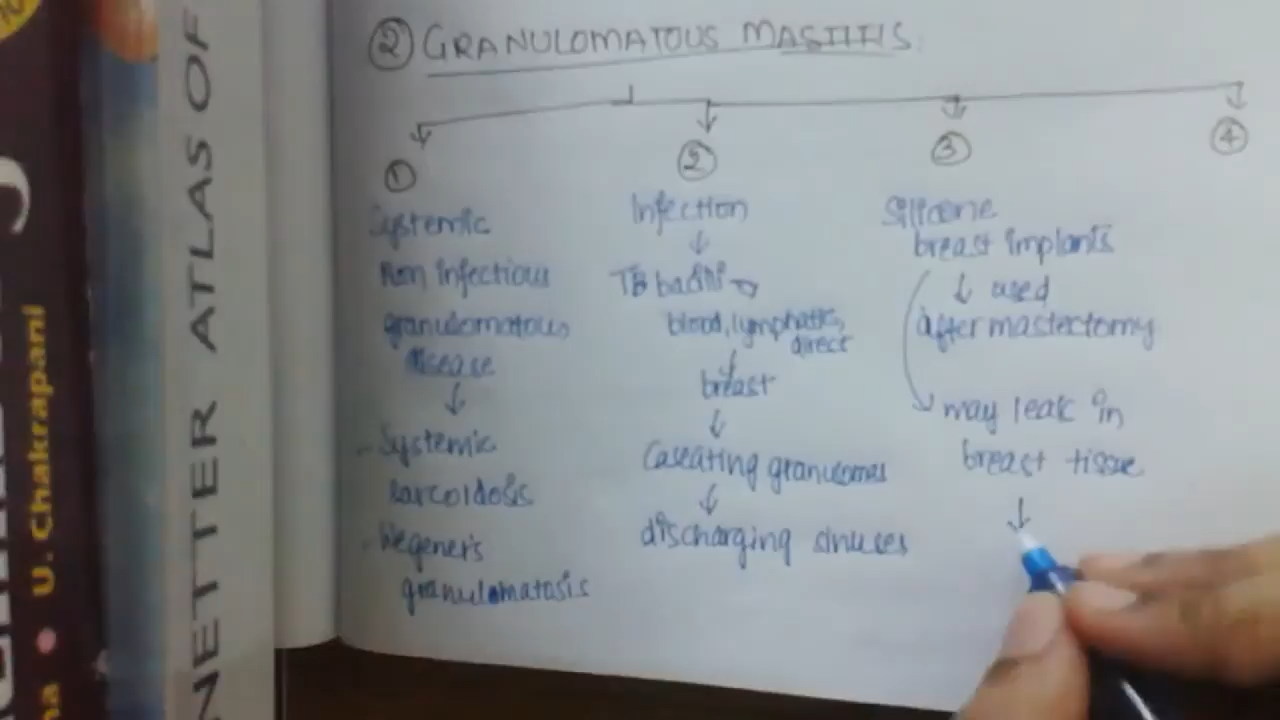 ② GRANULOMATOUS MASTITIS
①
②
③
④
Systemic
Non infectious
granulomatous
disease
- Systemic
sarcoidosis
- Wegener's
granulomatosis
Infection
TB bacilli
blood, lymphatic,
direct
breast
Caseating granulomas
discharging sinuses
Silicone
breast implants
used
after mastectomy
may leak in
breast tissue
NETTER ATLAS OF
U. Chakrapani